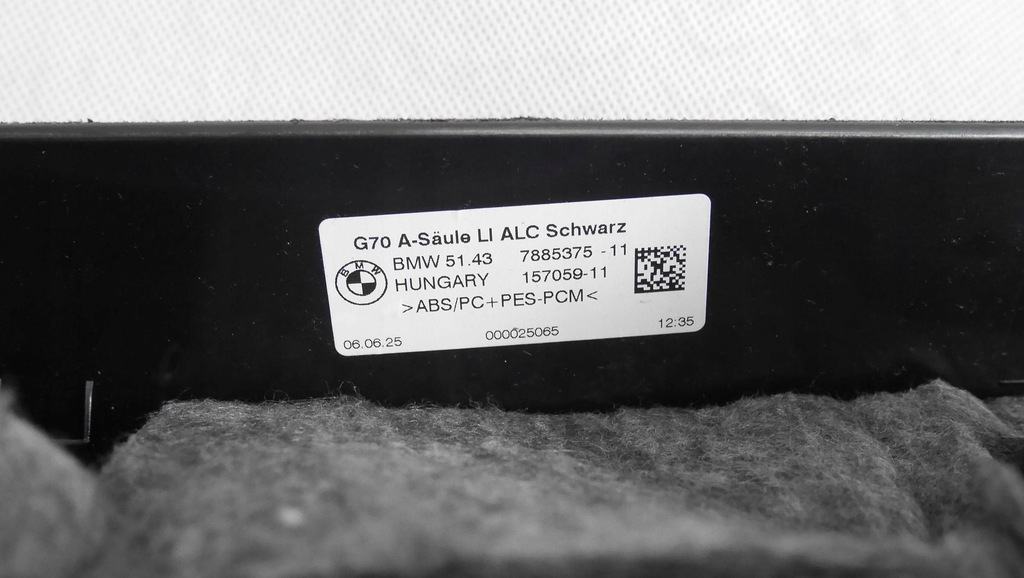 G70 A-Säule LI ALC Schwarz
BMW
BMW 51.43 7885375 -11
HUNGARY 157059-11
>ABS/PC+PES-PCM<
06.06.25 000025065 12:35